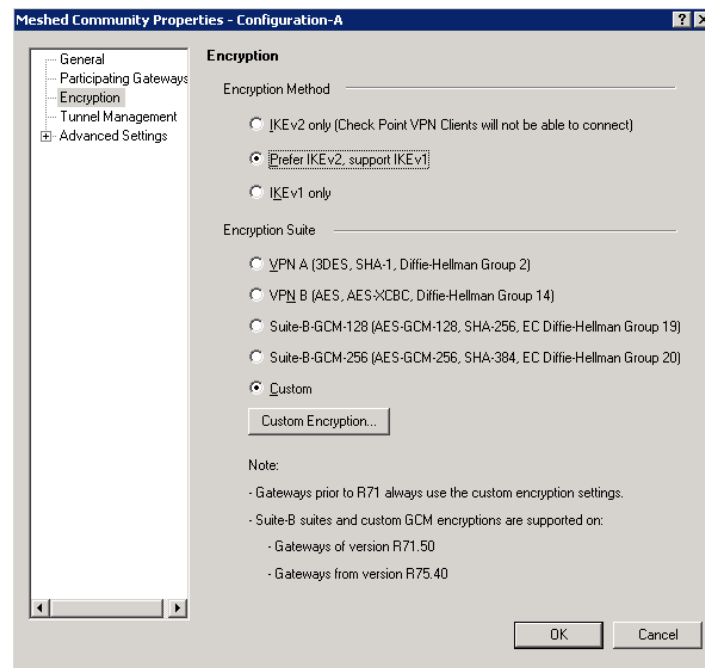 Meshed Community Properties - Configuration-A
General
Participating Gateways
Encryption
Tunnel Management
Advanced Settings
Encryption
Encryption Method
IKEv2 only (Check Point VPN Clients will not be able to connect)
Prefer IKEv2, support IKEv1
IKEv1 only
Encryption Suite
VPN A (3DES, SHA-1, Diffie-Hellman Group 2)
VPN B (AES, AES-XCBC, Diffie-Hellman Group 14)
Suite-B-GCM-128 (AES-GCM-128, SHA-256, EC Diffie-Hellman Group 19)
Suite-B-GCM-256 (AES-GCM-256, SHA-384, EC Diffie-Hellman Group 20)
Custom
Custom Encryption...
Note:
- Gateways prior to R71 always use the custom encryption settings.
- Suite-B suites and custom GCM encryptions are supported on:
- Gateways of version R71.50
- Gateways from version R75.40
OK Cancel